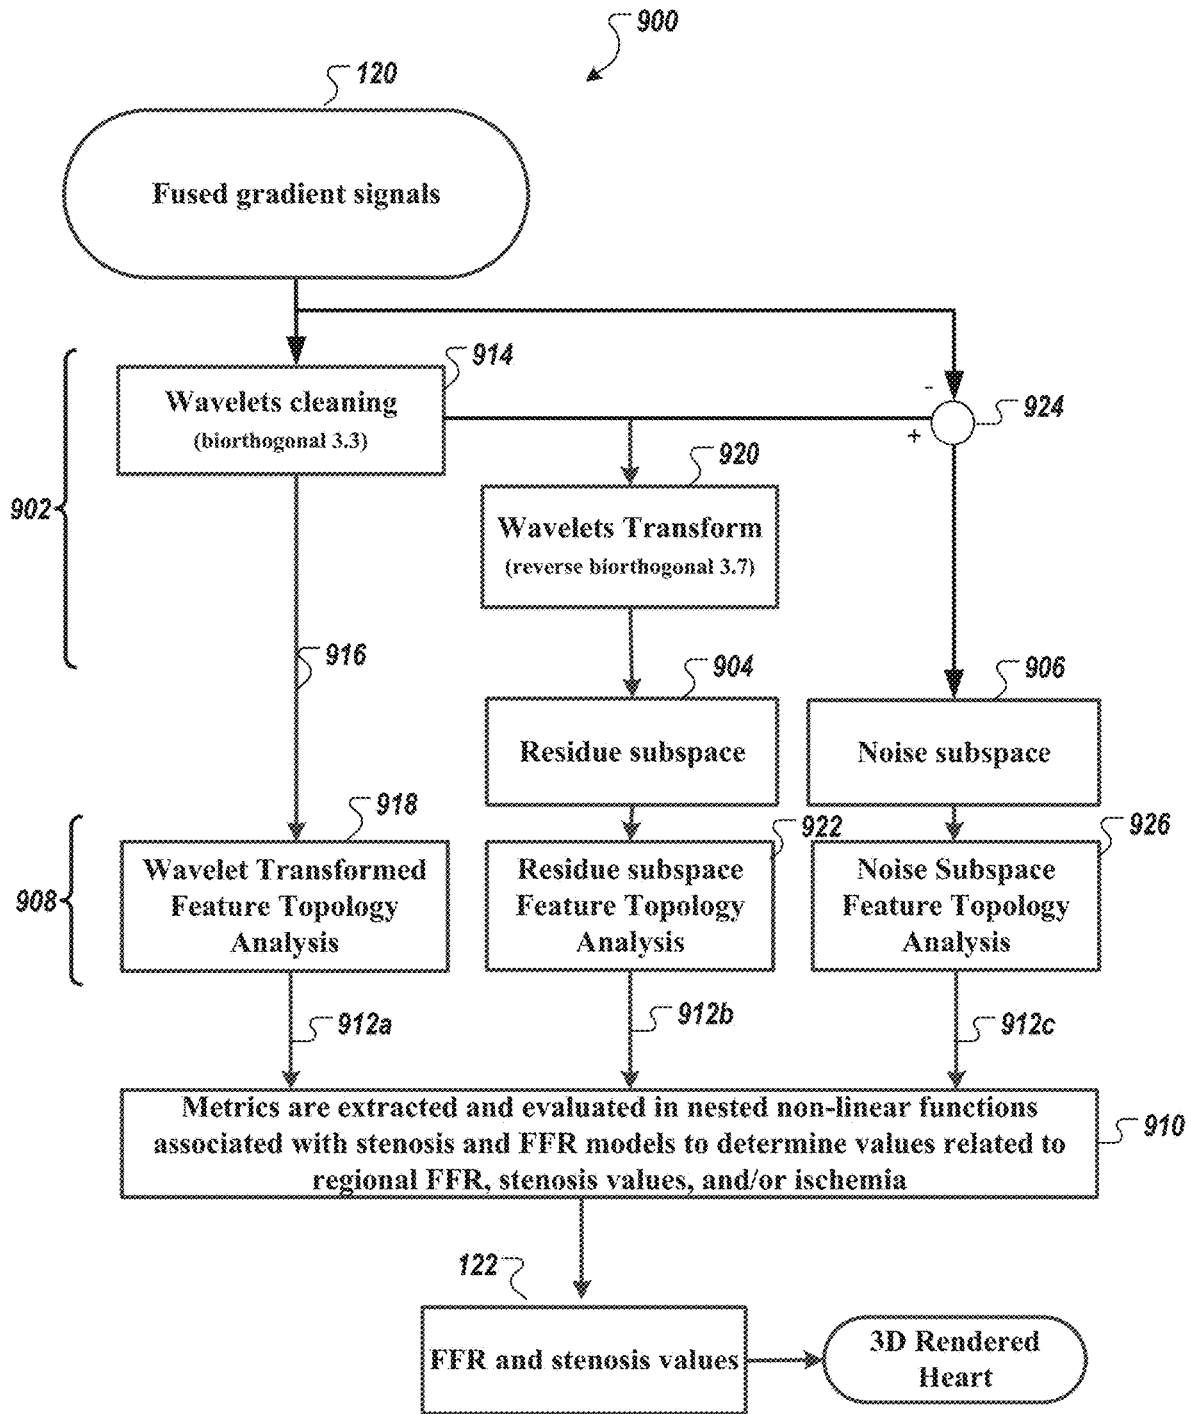 900
120
Fused gradient signals
914
Wavelets cleaning
(biorthogonal 3.3)
-
+
924
920
Wavelets Transform
(reverse biorthogonal 3.7)
902
916
904
906
Residue subspace
Noise subspace
918
922
926
908
Wavelet Transformed
Feature Topology
Analysis
Residue subspace
Feature Topology
Analysis
Noise Subspace
Feature Topology
Analysis
912a
912b
912c
Metrics are extracted and evaluated in nested non-linear functions
associated with stenosis and FFR models to determine values related to
regional FFR, stenosis values, and/or ischemia
910
122
FFR and stenosis values
3D Rendered
Heart